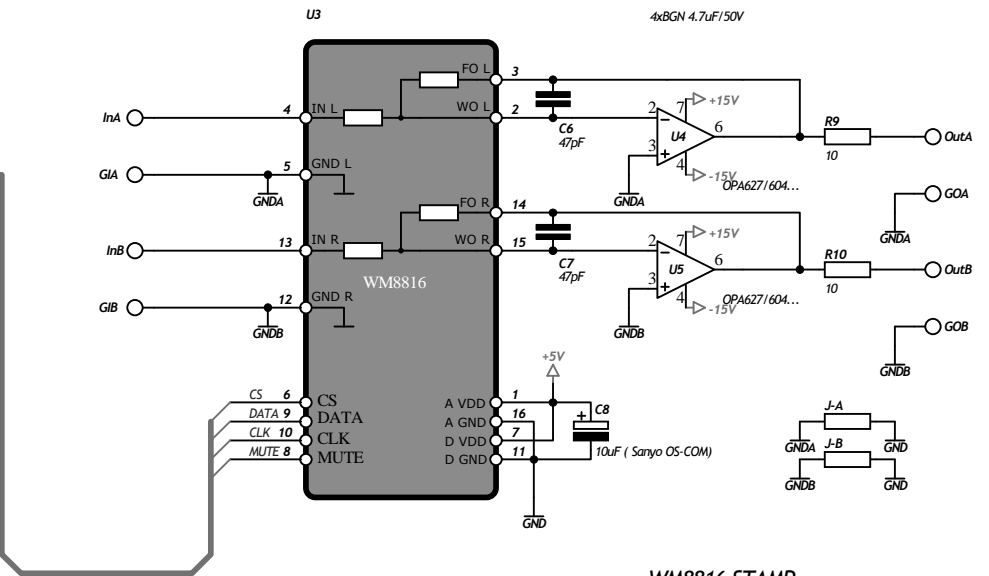 U3
4xBGN 4.7uF/50V
FO L 3
InA 4 IN L
WO L 2
C6
47pF
2 7 +15V
U4 6
3 4 -15V
OPA627/604...
R9
10
OutA
GIA 5 GND L
GNDA
GNDA
GOA
GNDA
FO R 14
InB 13 IN R
WO R 15
C7
47pF
2 7 +15V
U5 6
3 4 -15V
OPA627/604...
R10
10
OutB
WM8816
GIB 12 GND R
GNDB
GNDB
GOB
GNDB
+5V
CS 6 CS
DATA 9 DATA
CLK 10 CLK
MUTE 8 MUTE
A VDD 1
A GND 16
D VDD 7
D GND 11
+ C8
10uF ( Sanyo OS-COM)
GND
J-A
GNDA GND
J-B
GNDB GND
WM8816 STAMP